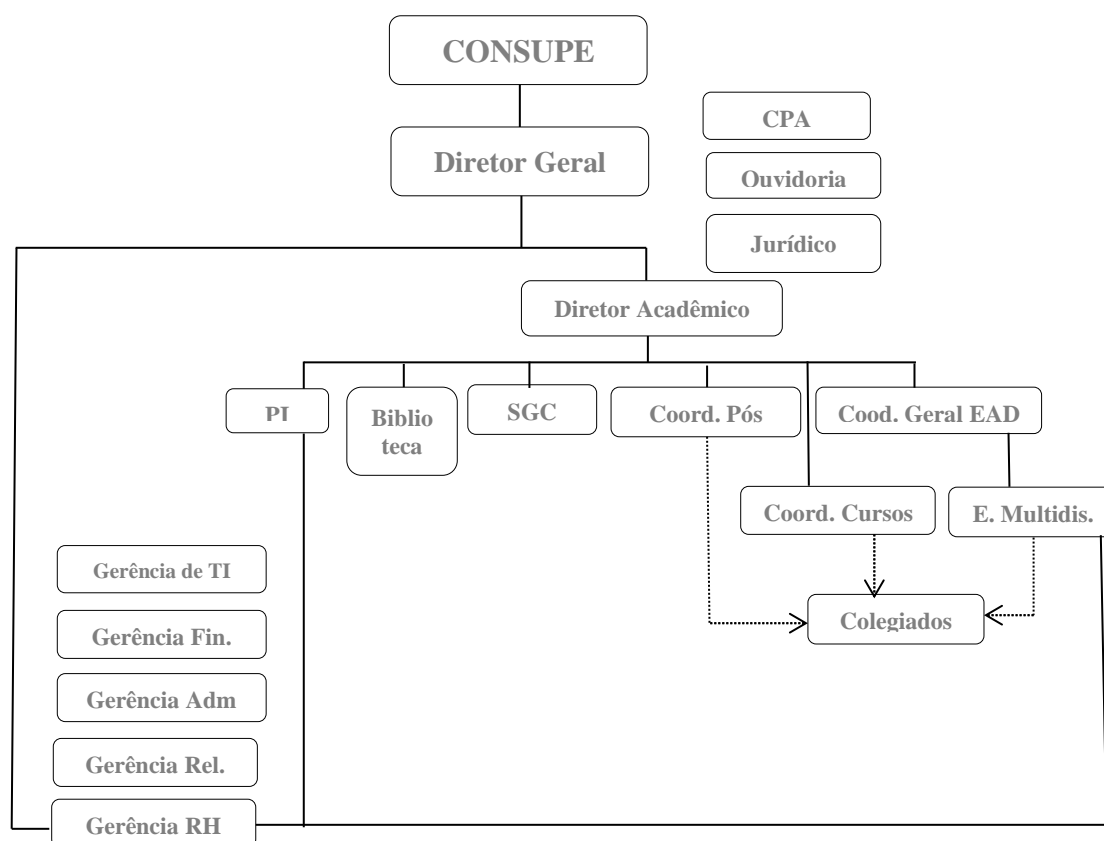 CONSUPE
CPA
Diretor Geral
Ouvidoria
Jurídico
Diretor Acadêmico
PI
Biblio
teca
SGC
Coord. Pós
Cood. Geral EAD
Coord. Cursos
E. Multidis.
Gerência de TI
Colegiados
Gerência Fin.
Gerência Adm
Gerência Rel.
Gerência RH